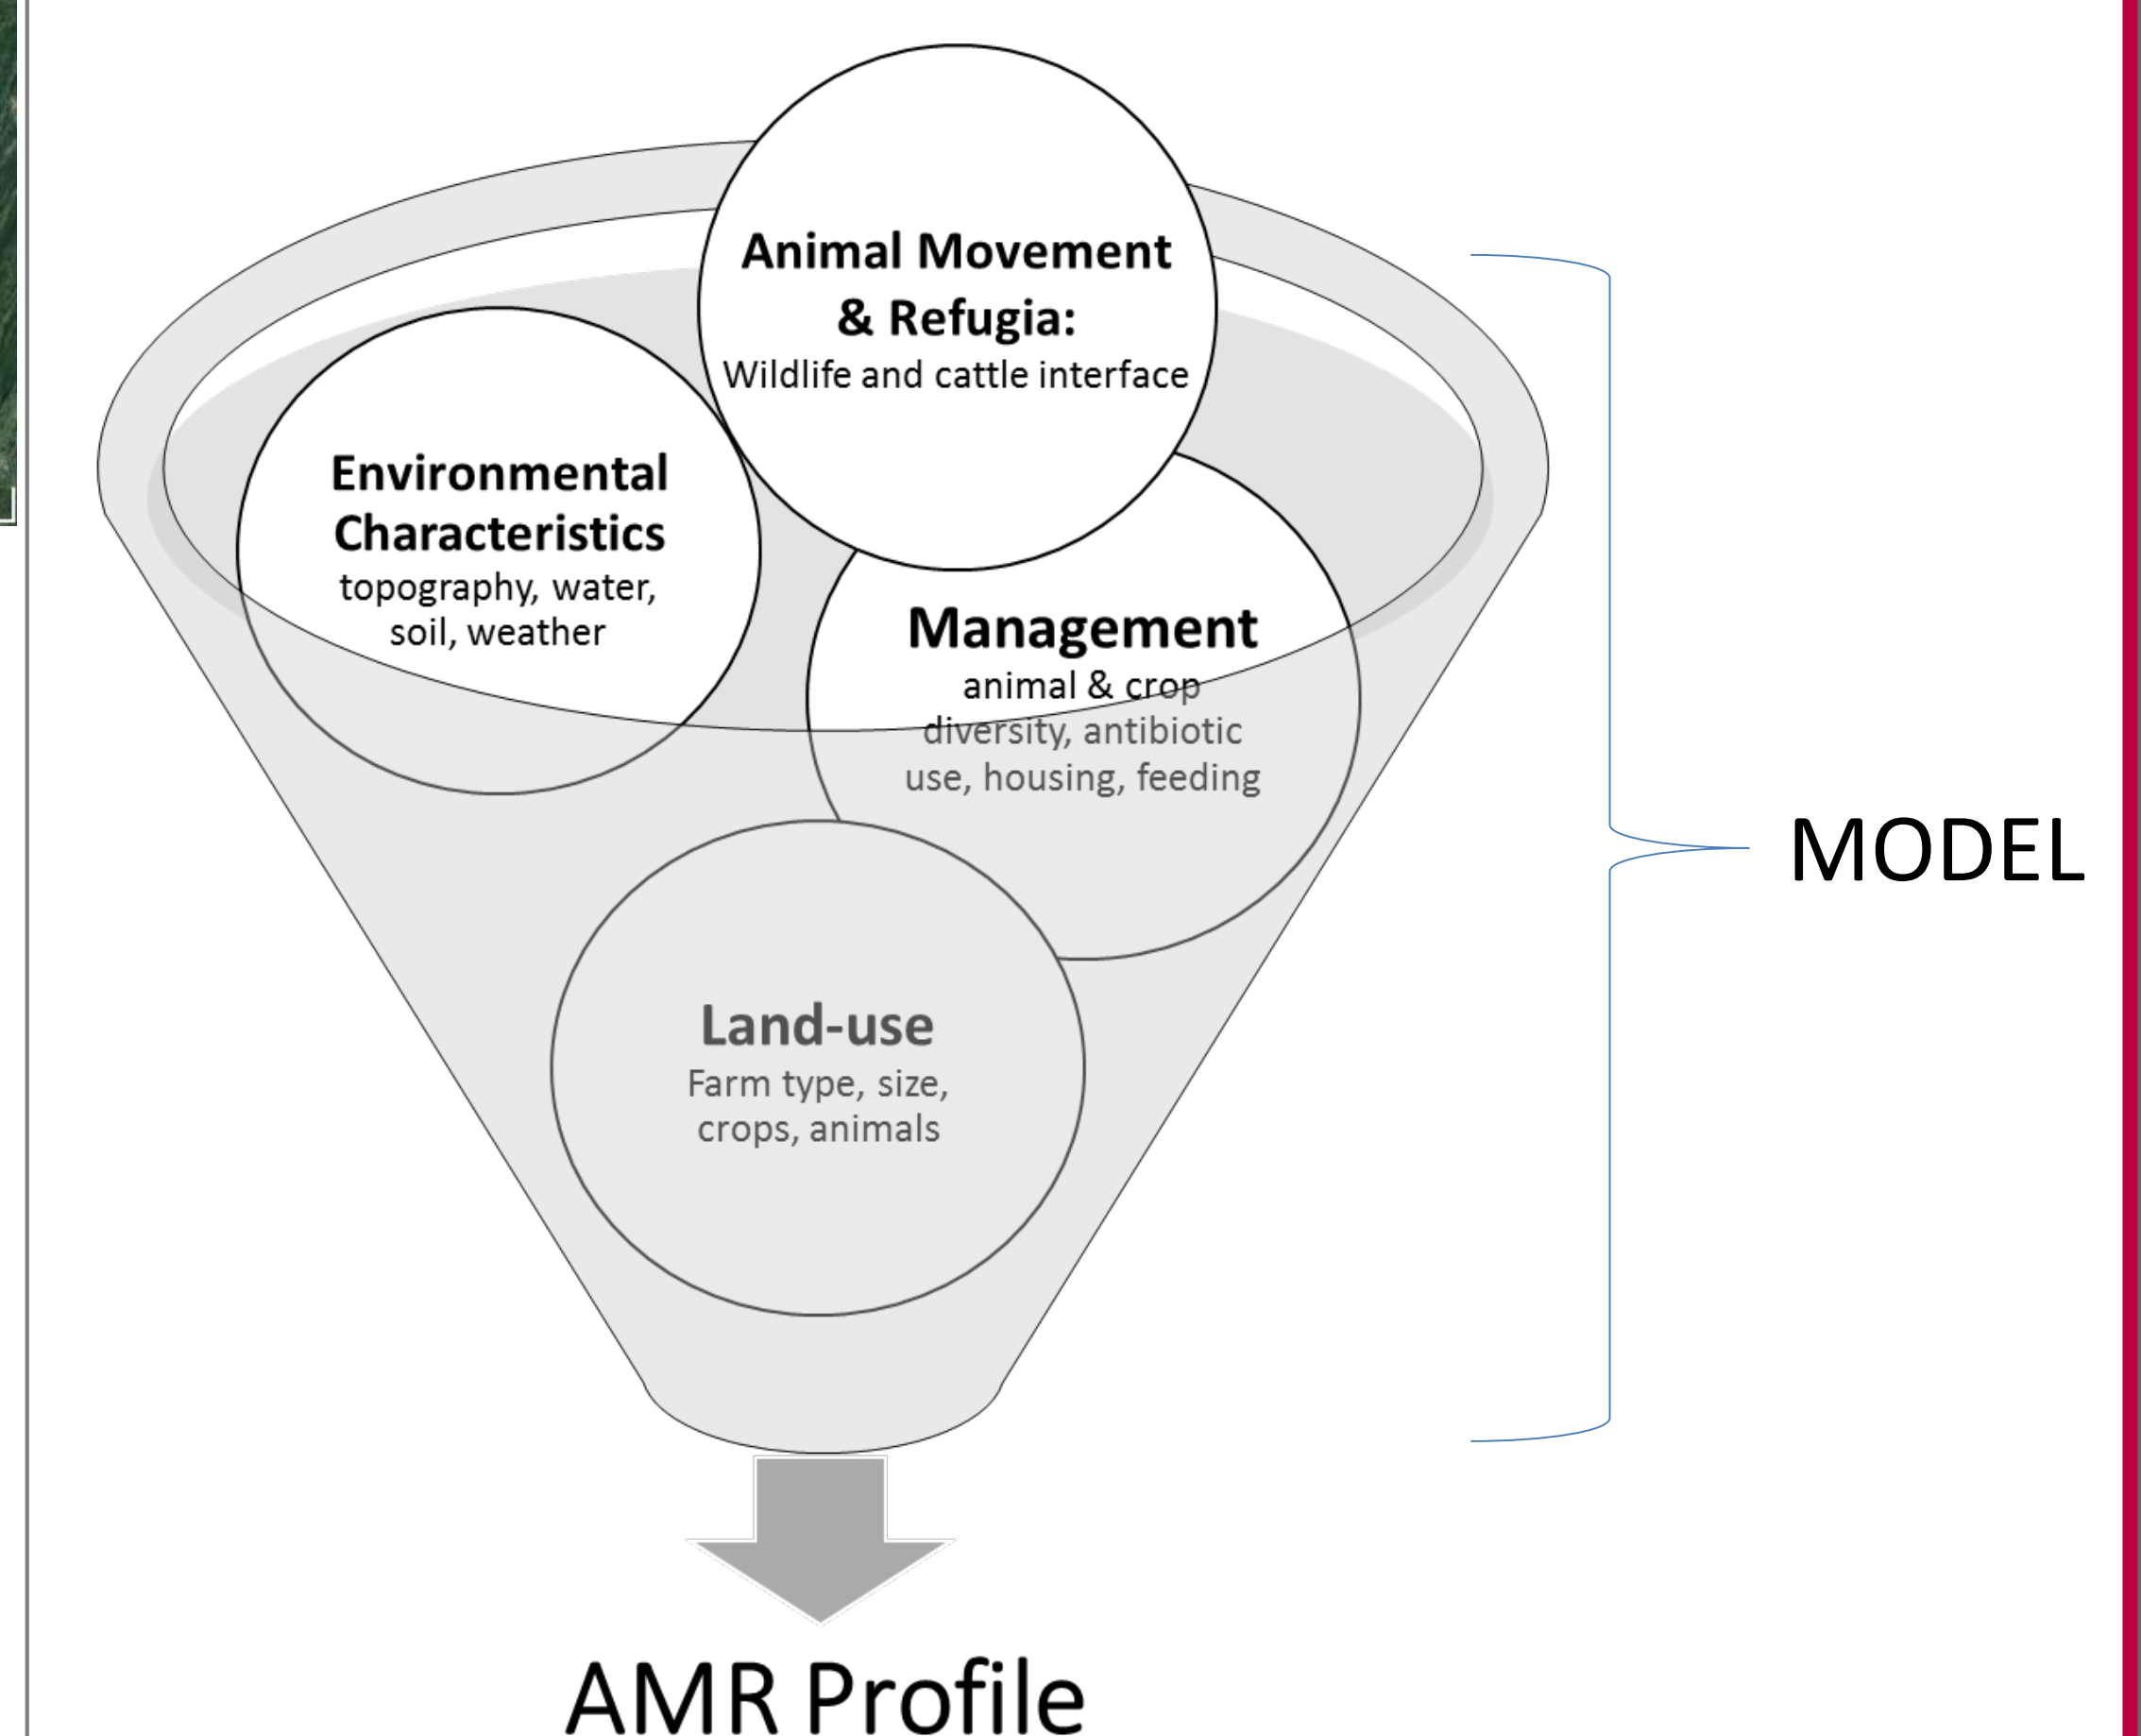 Animal Movement
& Refugia:
Wildlife and cattle interface
Environmental
Characteristics
topography, water,
soil, weather
Management
animal & crop
diversity, antibiotic
use, housing, feeding
Land-use
Farm type, size,
crops, animals
MODEL
AMR Profile